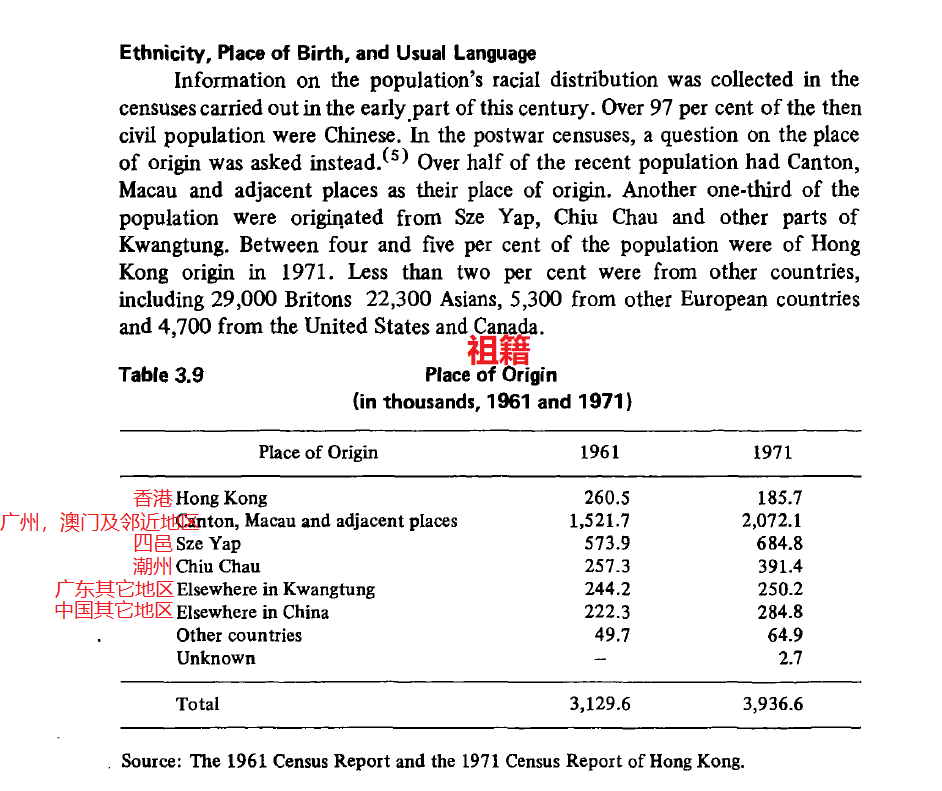 Ethnicity, Place of Birth, and Usual Language
Information on the population's racial distribution was collected in the
censuses carried out in the early part of this century. Over 97 per cent of the then
civil population were Chinese. In the postwar censuses, a question on the place
of origin was asked instead.(5) Over half of the recent population had Canton,
Macau and adjacent places as their place of origin. Another one-third of the
population were originated from Sze Yap, Chiu Chau and other parts of
Kwangtung. Between four and five per cent of the population were of Hong
Kong origin in 1971. Less than two per cent were from other countries,
including 29,000 Britons 22,300 Asians, 5,300 from other European countries
and 4,700 from the United States and Canada.
祖籍
Table 3.9 Place of Origin
(in thousands, 1961 and 1971)
Place of Origin 1961 1971
香港 Hong Kong 260.5 185.7
广州，澳门及邻近地区 Canton, Macau and adjacent places 1,521.7 2,072.1
四邑 Sze Yap 573.9 684.8
潮州 Chiu Chau 257.3 391.4
广东其它地区 Elsewhere in Kwangtung 244.2 250.2
中国其它地区 Elsewhere in China 222.3 284.8
Other countries 49.7 64.9
Unknown – 2.7
Total 3,129.6 3,936.6
Source: The 1961 Census Report and the 1971 Census Report of Hong Kong.